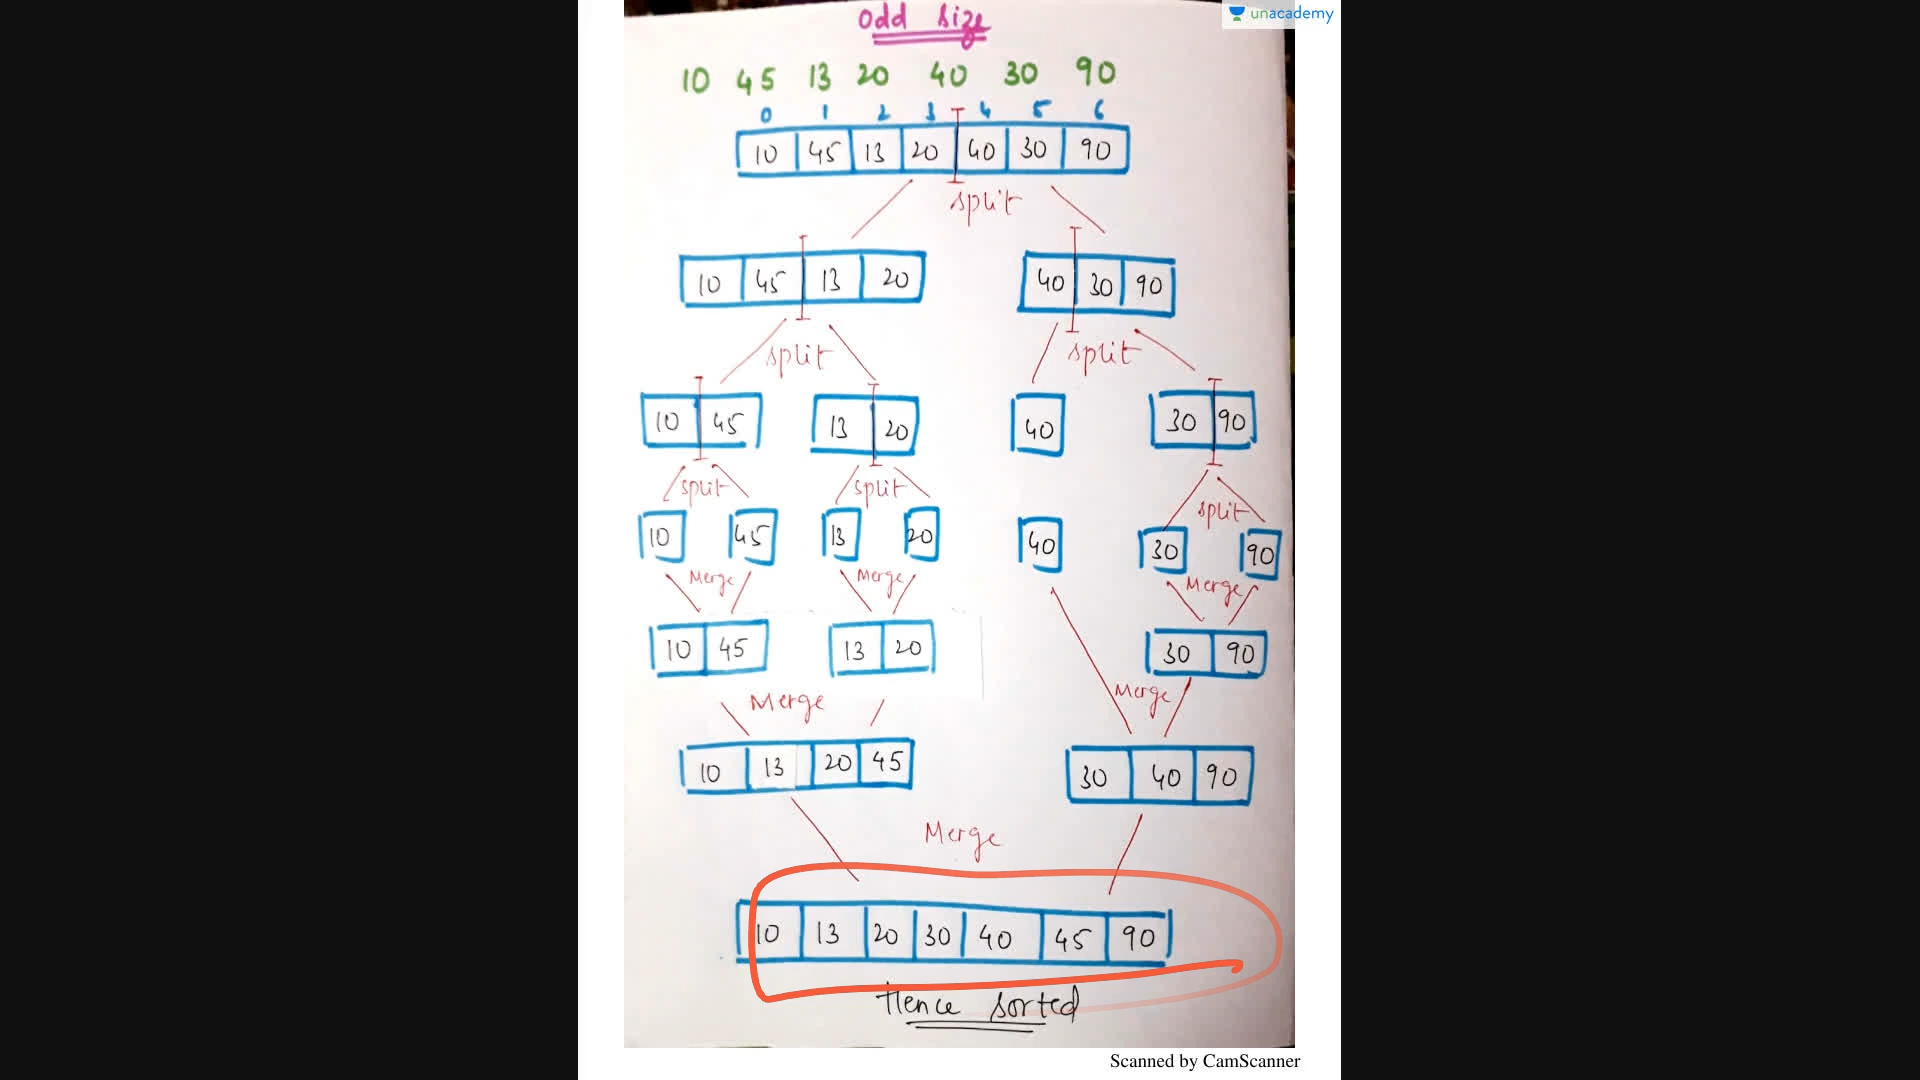 odd size
unacademy
10 45 13 20 40 30 90
0 1 2 3 4 5 6
10 45 13 20 40 30 90
split
10 45 13 20 40 30 90
split split
10 45 13 20 40 30 90
split split split
10 45 13 20 40 30 90
Merge Merge Merge
10 45 13 20 30 90
Merge Merge
10 13 20 45 30 40 90
Merge
10 13 20 30 40 45 90
Hence sorted
Scanned by CamScanner